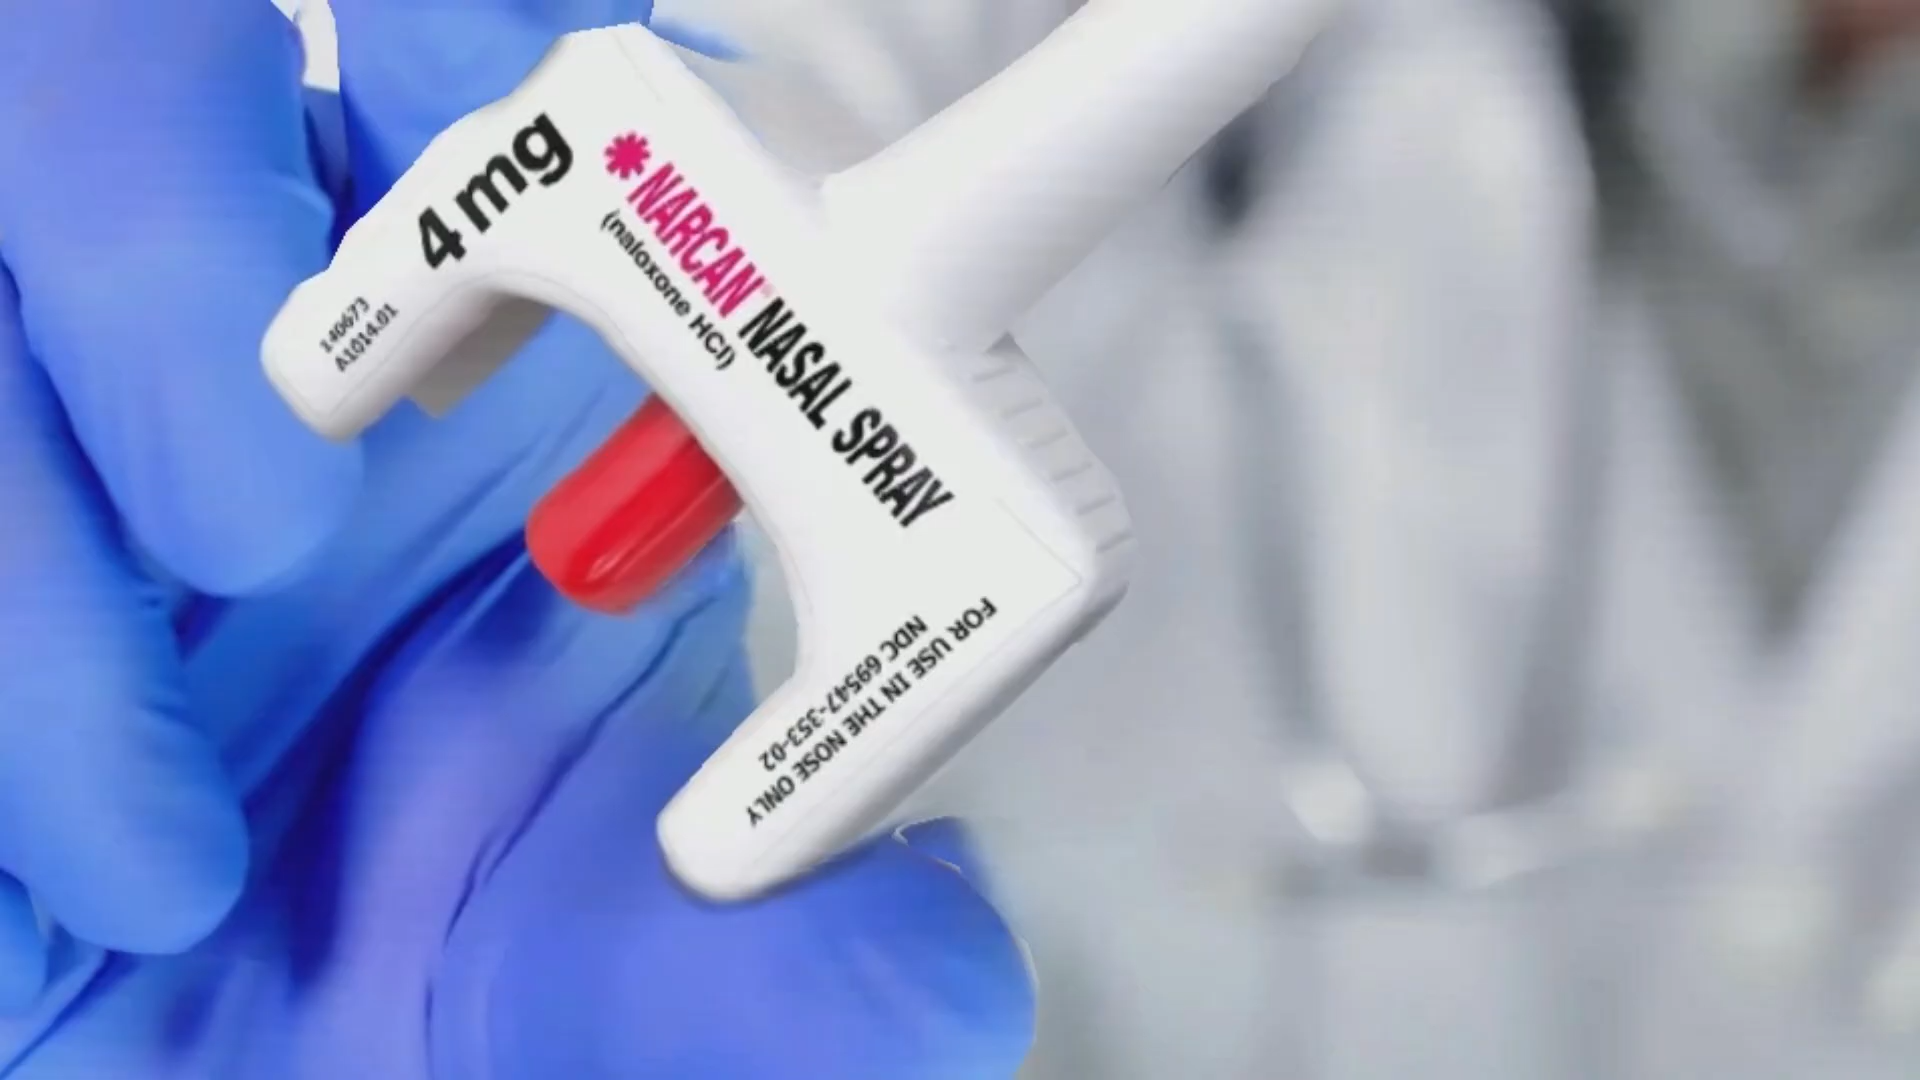 4 mg
NARCAN® NASAL SPRAY
(naloxone HCl)
140673
A1014.01
FOR USE IN THE NOSE ONLY
NDC 69547-353-02